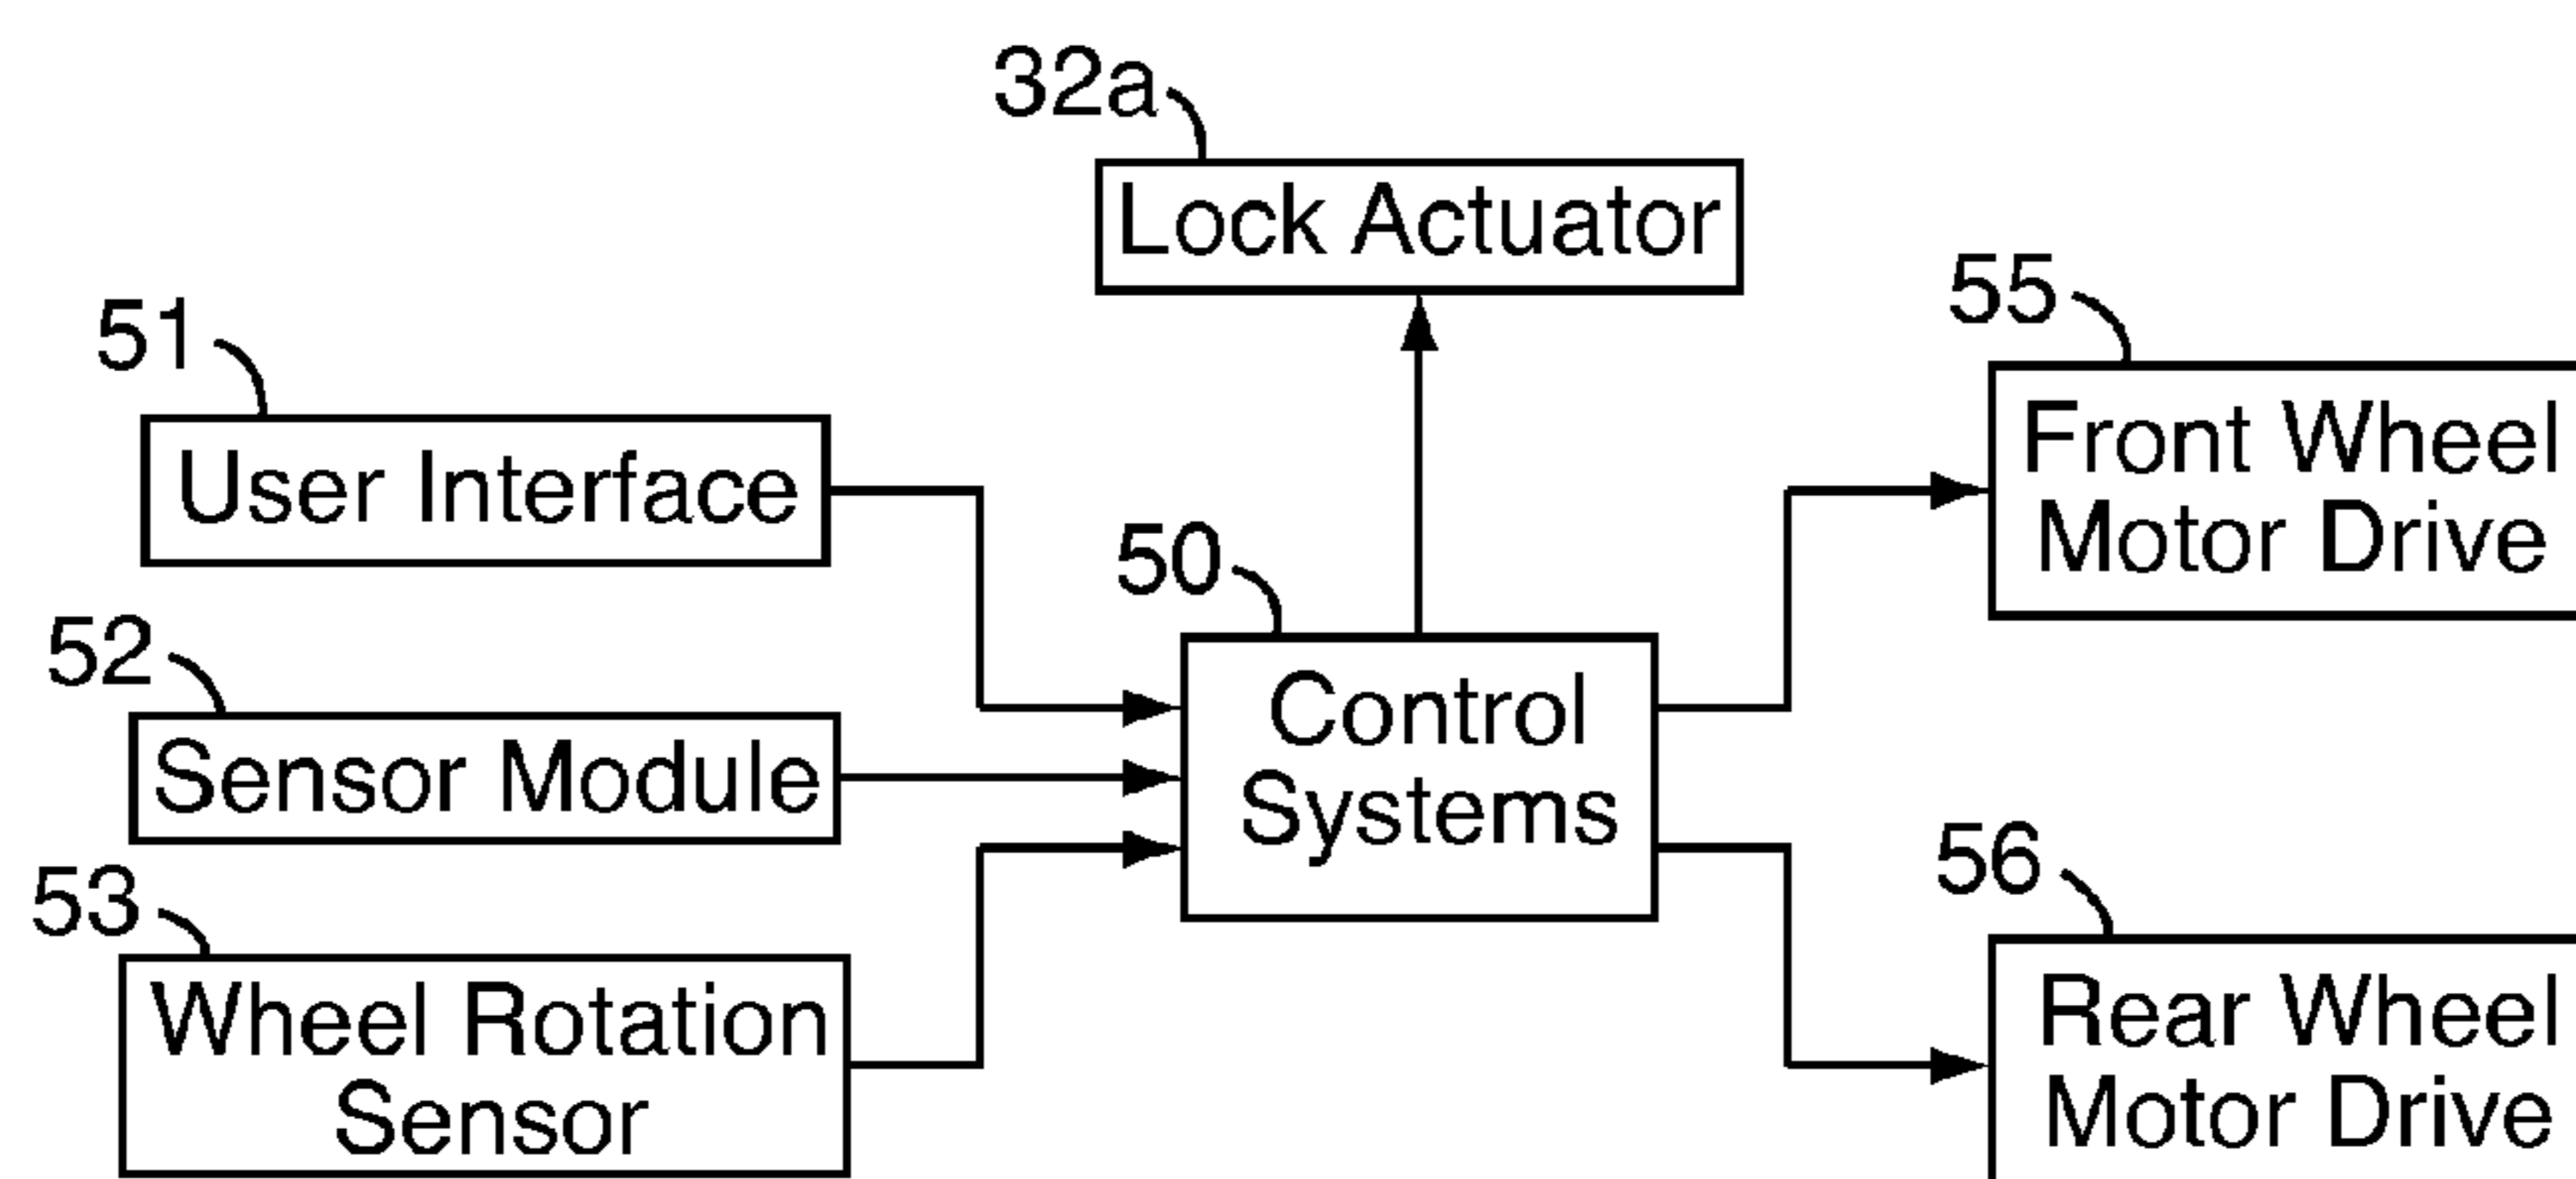 32a
Lock Actuator
51
User Interface
55
Front Wheel
Motor Drive
50
Control
Systems
52
Sensor Module
53
Wheel Rotation
Sensor
56
Rear Wheel
Motor Drive